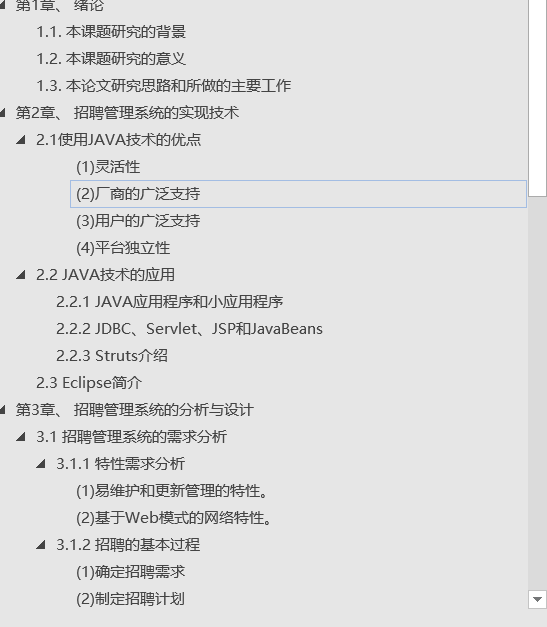 第1章、 绪论
1.1. 本课题研究的背景
1.2. 本课题研究的意义
1.3. 本论文研究思路和所做的主要工作
第2章、 招聘管理系统的实现技术
2.1使用JAVA技术的优点
(1)灵活性
(2)厂商的广泛支持
(3)用户的广泛支持
(4)平台独立性
2.2 JAVA技术的应用
2.2.1 JAVA应用程序和小应用程序
2.2.2 JDBC、Servlet、JSP和JavaBeans
2.2.3 Struts介绍
2.3 Eclipse简介
第3章、 招聘管理系统的分析与设计
3.1 招聘管理系统的需求分析
3.1.1 特性需求分析
(1)易维护和更新管理的特性。
(2)基于Web模式的网络特性。
3.1.2 招聘的基本过程
(1)确定招聘需求
(2)制定招聘计划